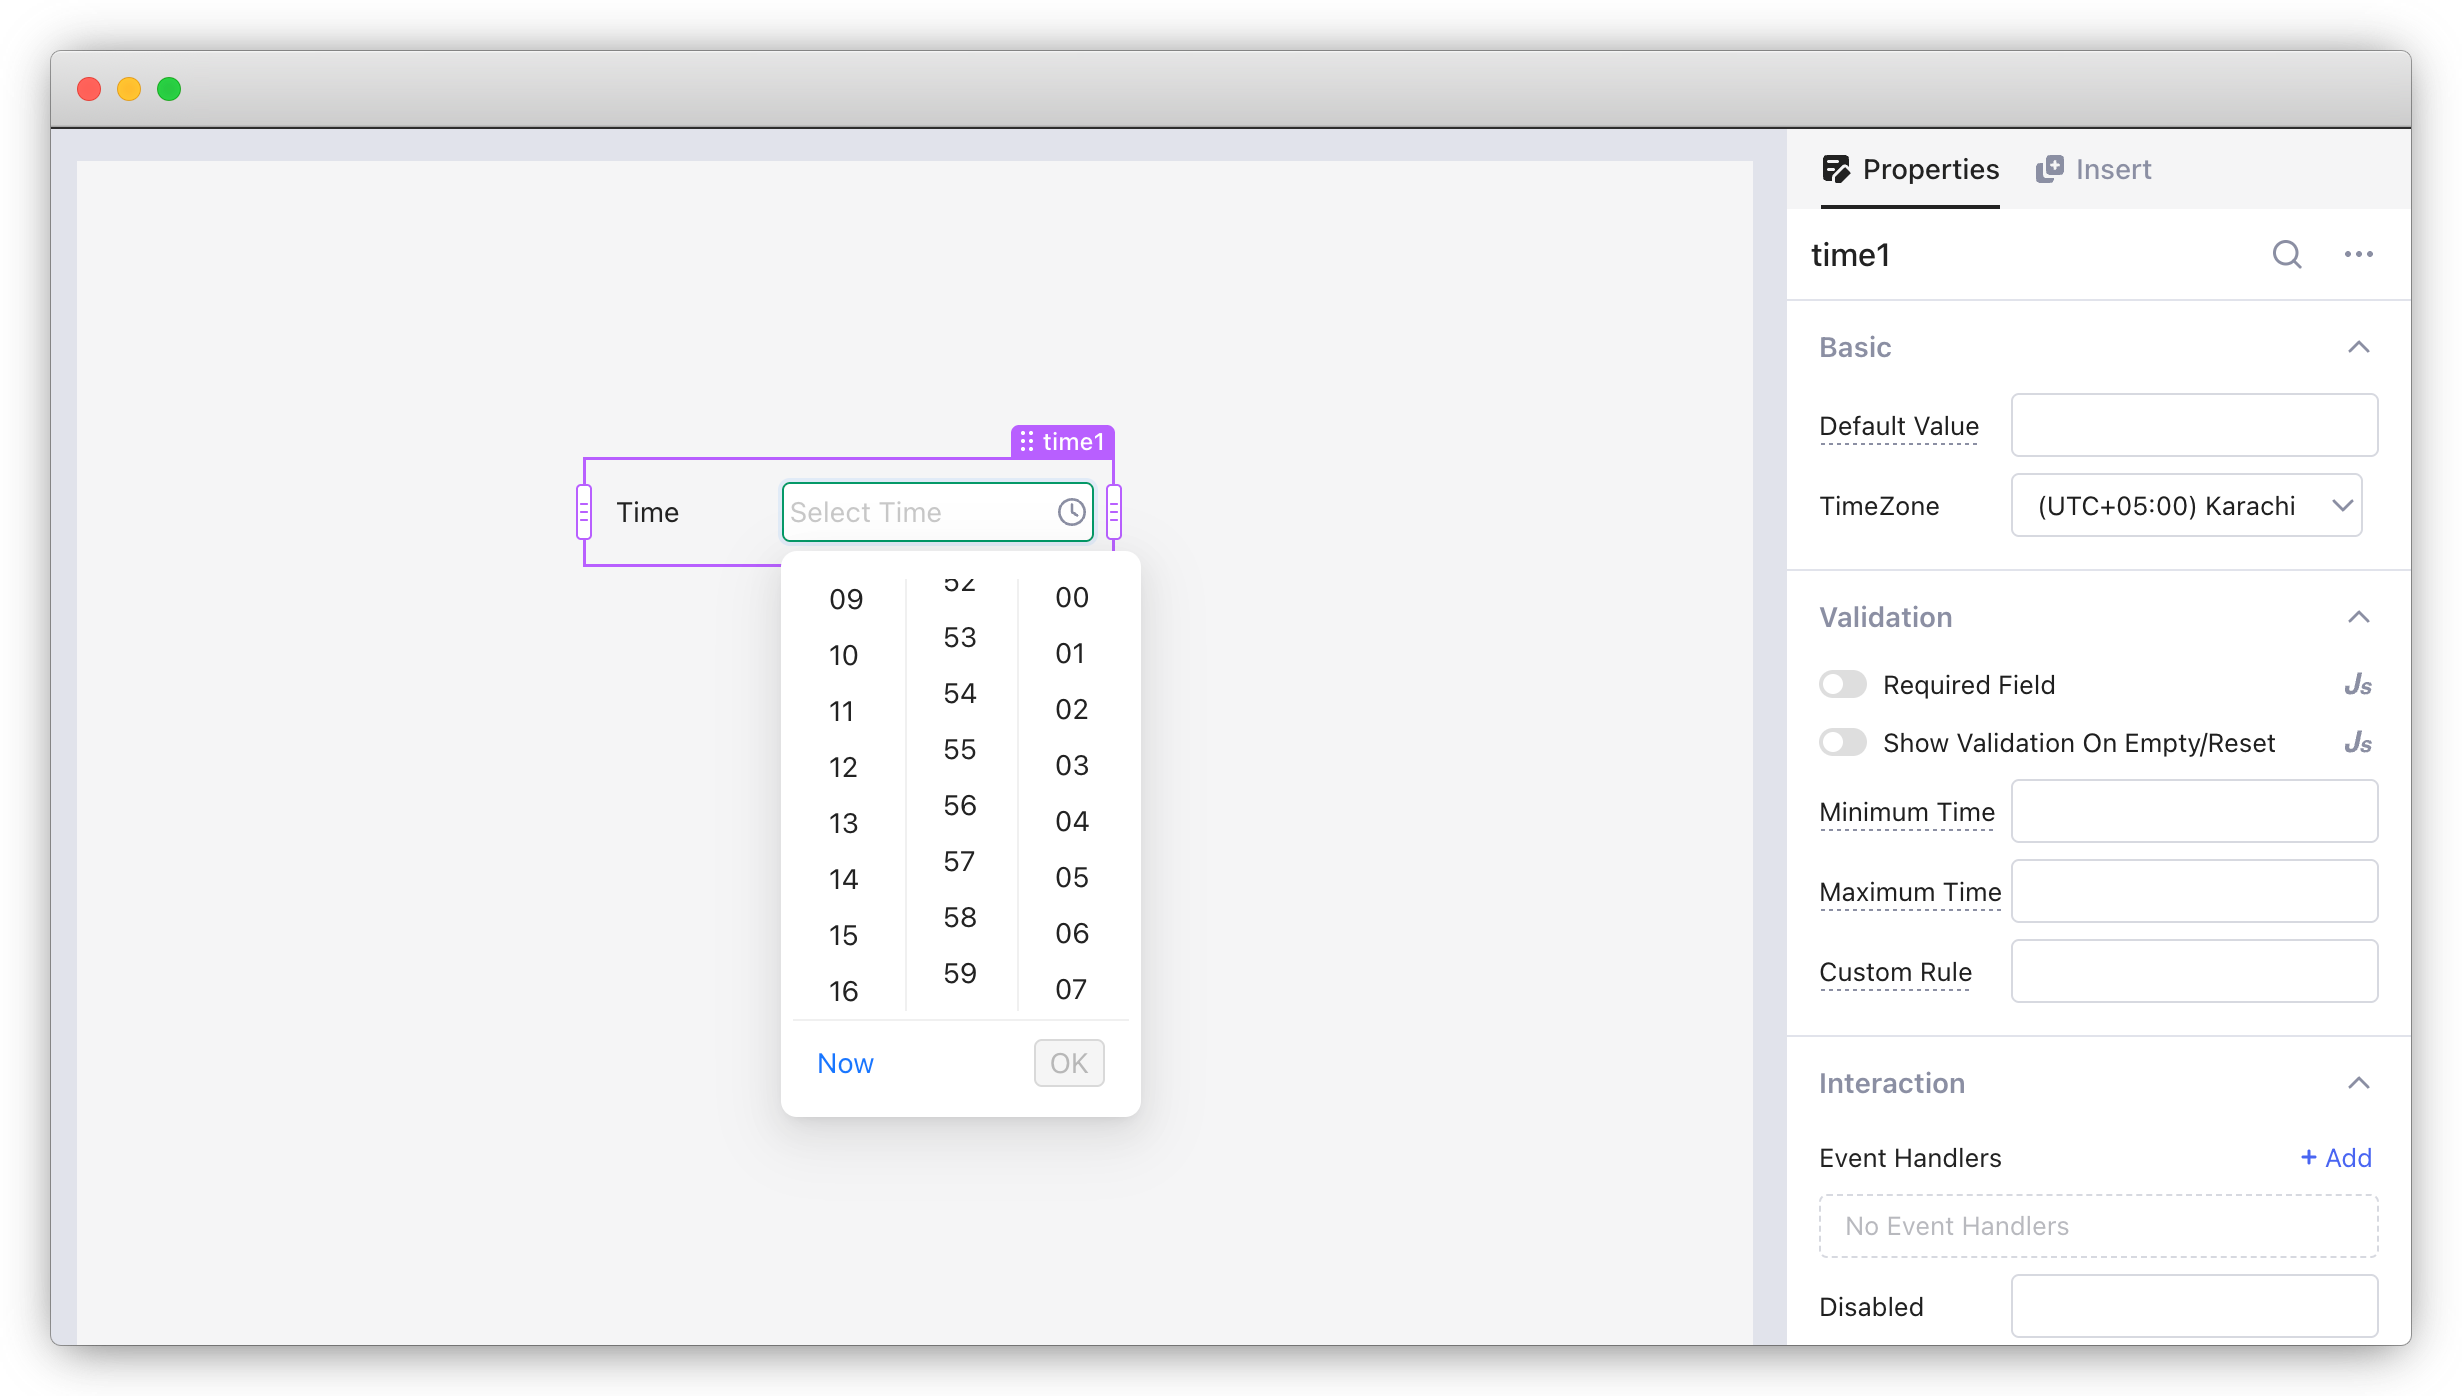 Properties Insert
time1
Basic
Default Value
TimeZone (UTC+05:00) Karachi
Validation
Required Field Js
Show Validation On Empty/Reset Js
Minimum Time
Maximum Time
Custom Rule
Interaction
Event Handlers + Add
No Event Handlers
Disabled
time1
Time Select Time
09 52 00
10 53 01
11 54 02
12 55 03
13 56 04
14 57 05
15 58 06
16 59 07
Now OK